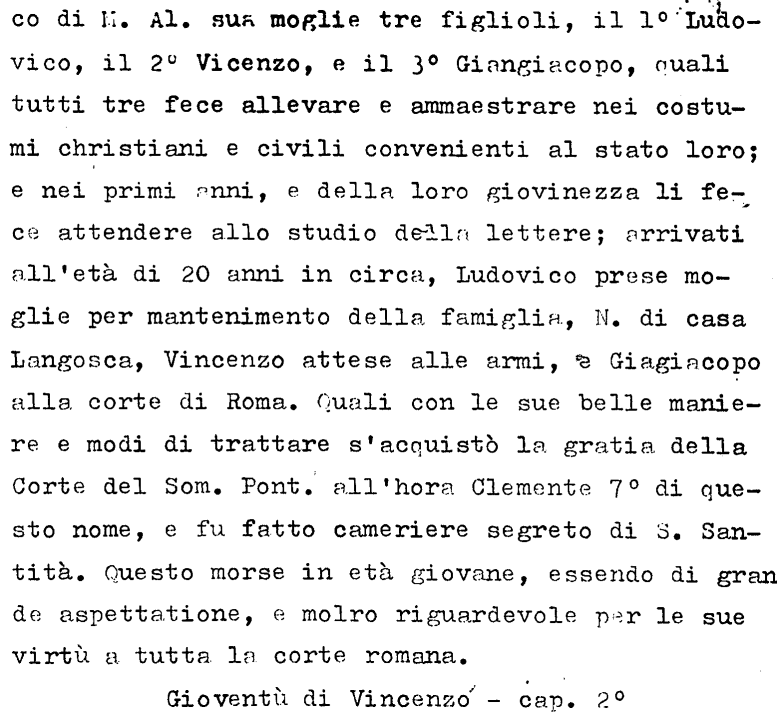 co di M. Al. sua moglie tre figlioli, il 1º Ludo-
vico, il 2º Vicenzo, e il 3º Giangiacopo, quali
tutti tre fece allevare e ammaestrare nei costu-
mi christiani e civili convenienti al stato loro;
e nei primi anni, e della loro giovinezza li fe-
ce attendere allo studio della lettere; arrivati
all'età di 20 anni in circa, Ludovico prese mo-
glie per mantenimento della famiglia, N. di casa
Langosca, Vincenzo attese alle armi, e Giagiacopo
alla corte di Roma. Quali con le sue belle manie-
re e modi di trattare s'acquistò la gratia della
Corte del Som. Pont. all'hora Clemente 7º di que-
sto nome, e fu fatto cameriere segreto di S. San-
tità. Questo morse in età giovane, essendo di gran
de aspettatione, e molro riguardevole per le sue
virtù a tutta la corte romana.
Gioventù di Vincenzo - cap. 2º